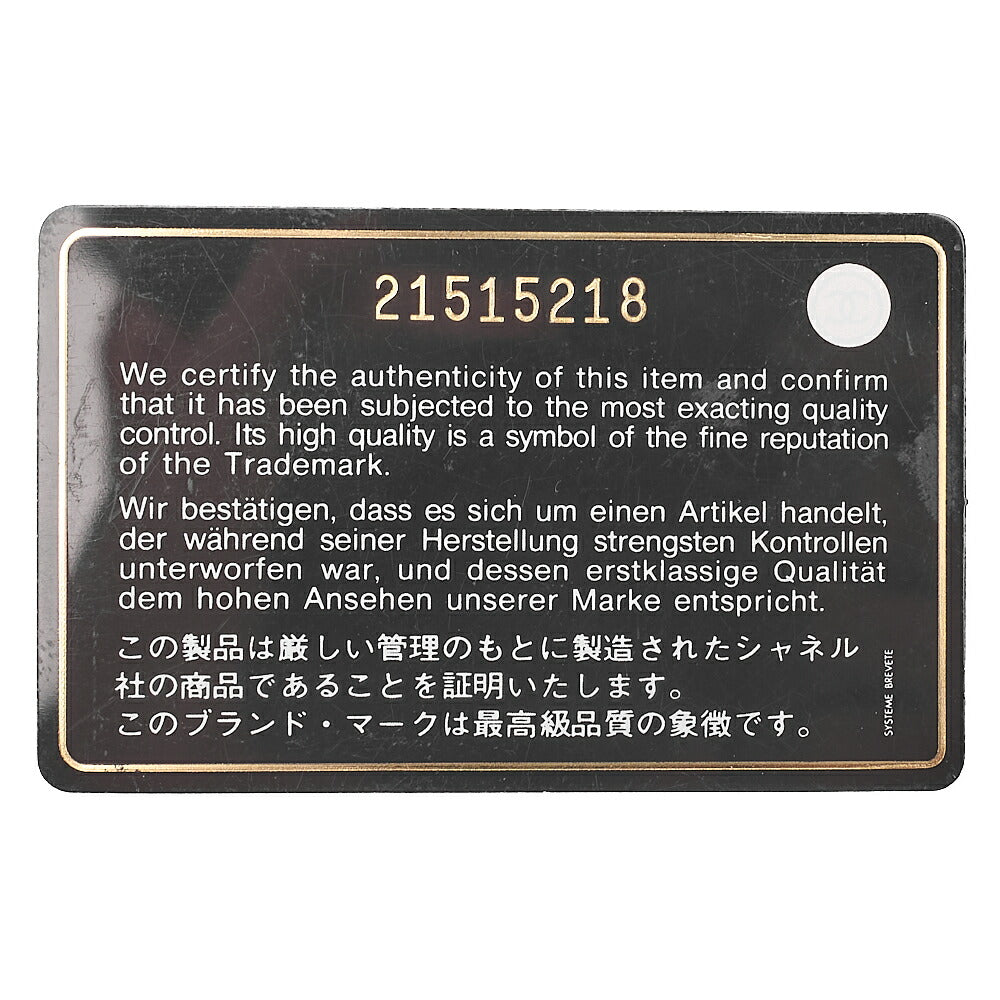 21515218
We certify the authenticity of this item and confirm
that it has been subjected to the most exacting quality
control. Its high quality is a symbol of the fine reputation
of the Trademark.
Wir bestätigen, dass es sich um einen Artikel handelt,
der während seiner Herstellung strengsten Kontrollen
unterworfen war, und dessen erstklassige Qualität
dem hohen Ansehen unserer Marke entspricht.
この製品は厳しい管理のもとに製造されたシャネル
社の商品であることを証明いたします。
このブランド・マークは最高級品質の象徴です。
SYSTEME BREVETE